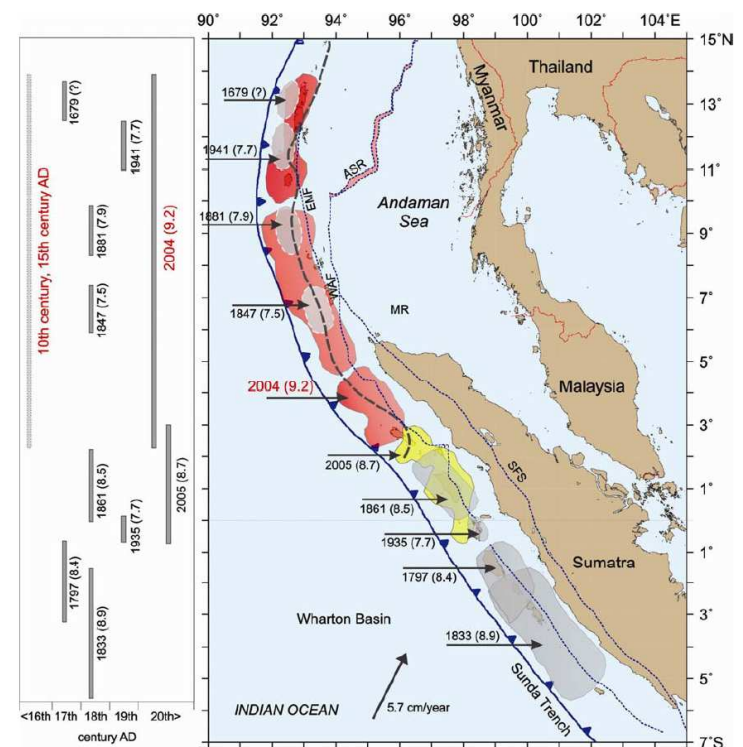 90° 92° 94° 96° 98° 100° 102° 104°E
15°N
13°
11°
9°
7°
5°
3°
1°
1°
3°
5°
7°S
10th century, 15th century AD
1679 (?)
1941 (7.7)
1881 (7.9)
1847 (7.5)
2004 (9.2)
1861 (8.5)
1935 (7.7)
2005 (8.7)
1797 (8.4)
1833 (8.9)
<16th 17th 18th 19th 20th>
century AD
1679 (?)
1941 (7.7)
1881 (7.9)
1847 (7.5)
2004 (9.2)
2005 (8.7)
1861 (8.5)
1935 (7.7)
1797 (8.4)
1833 (8.9)
Thailand
Myanmar
ASR
EMF
Andaman
Sea
WAF
MR
Malaysia
SFS
Sumatra
Wharton Basin
Sunda Trench
5.7 cm/year
INDIAN OCEAN